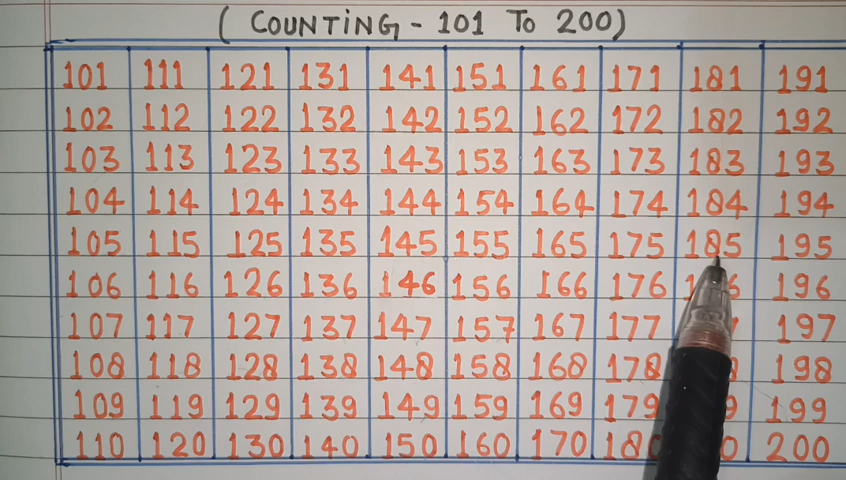 ( COUNTING - 101 To 200)
101 111 121 131 141 151 161 171 181 191
102 112 122 132 142 152 162 172 182 192
103 113 123 133 143 153 163 173 183 193
104 114 124 134 144 154 164 174 184 194
105 115 125 135 145 155 165 175 185 195
106 116 126 136 146 156 166 176 196
107 117 127 137 147 157 167 177 197
108 118 128 138 148 158 168 178 198
109 119 129 139 149 159 169 179 199
110 120 130 140 150 160 170 180 200